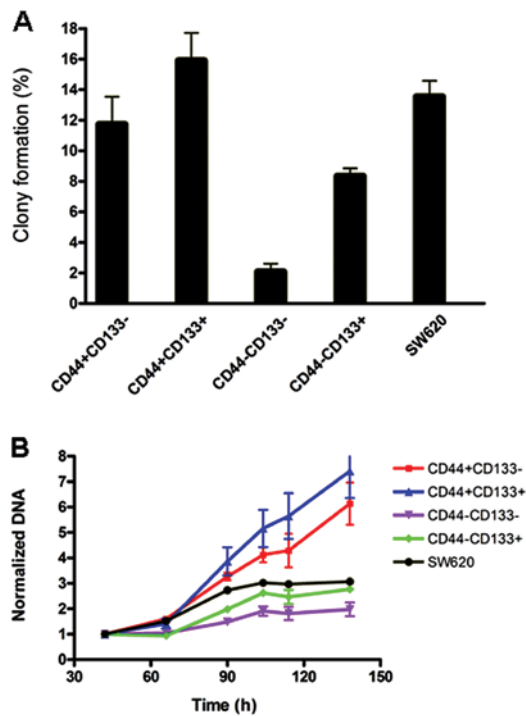 A
Clony formation (%)
18
16
14
12
10
8
6
4
2
0
CD44+CD133-
CD44+CD133+
CD44-CD133-
CD44-CD133+
SW620
B
Normalized DNA
8
7
6
5
4
3
2
1
0
30
60
90
120
150
Time (h)
CD44+CD133-
CD44+CD133+
CD44-CD133-
CD44-CD133+
SW620